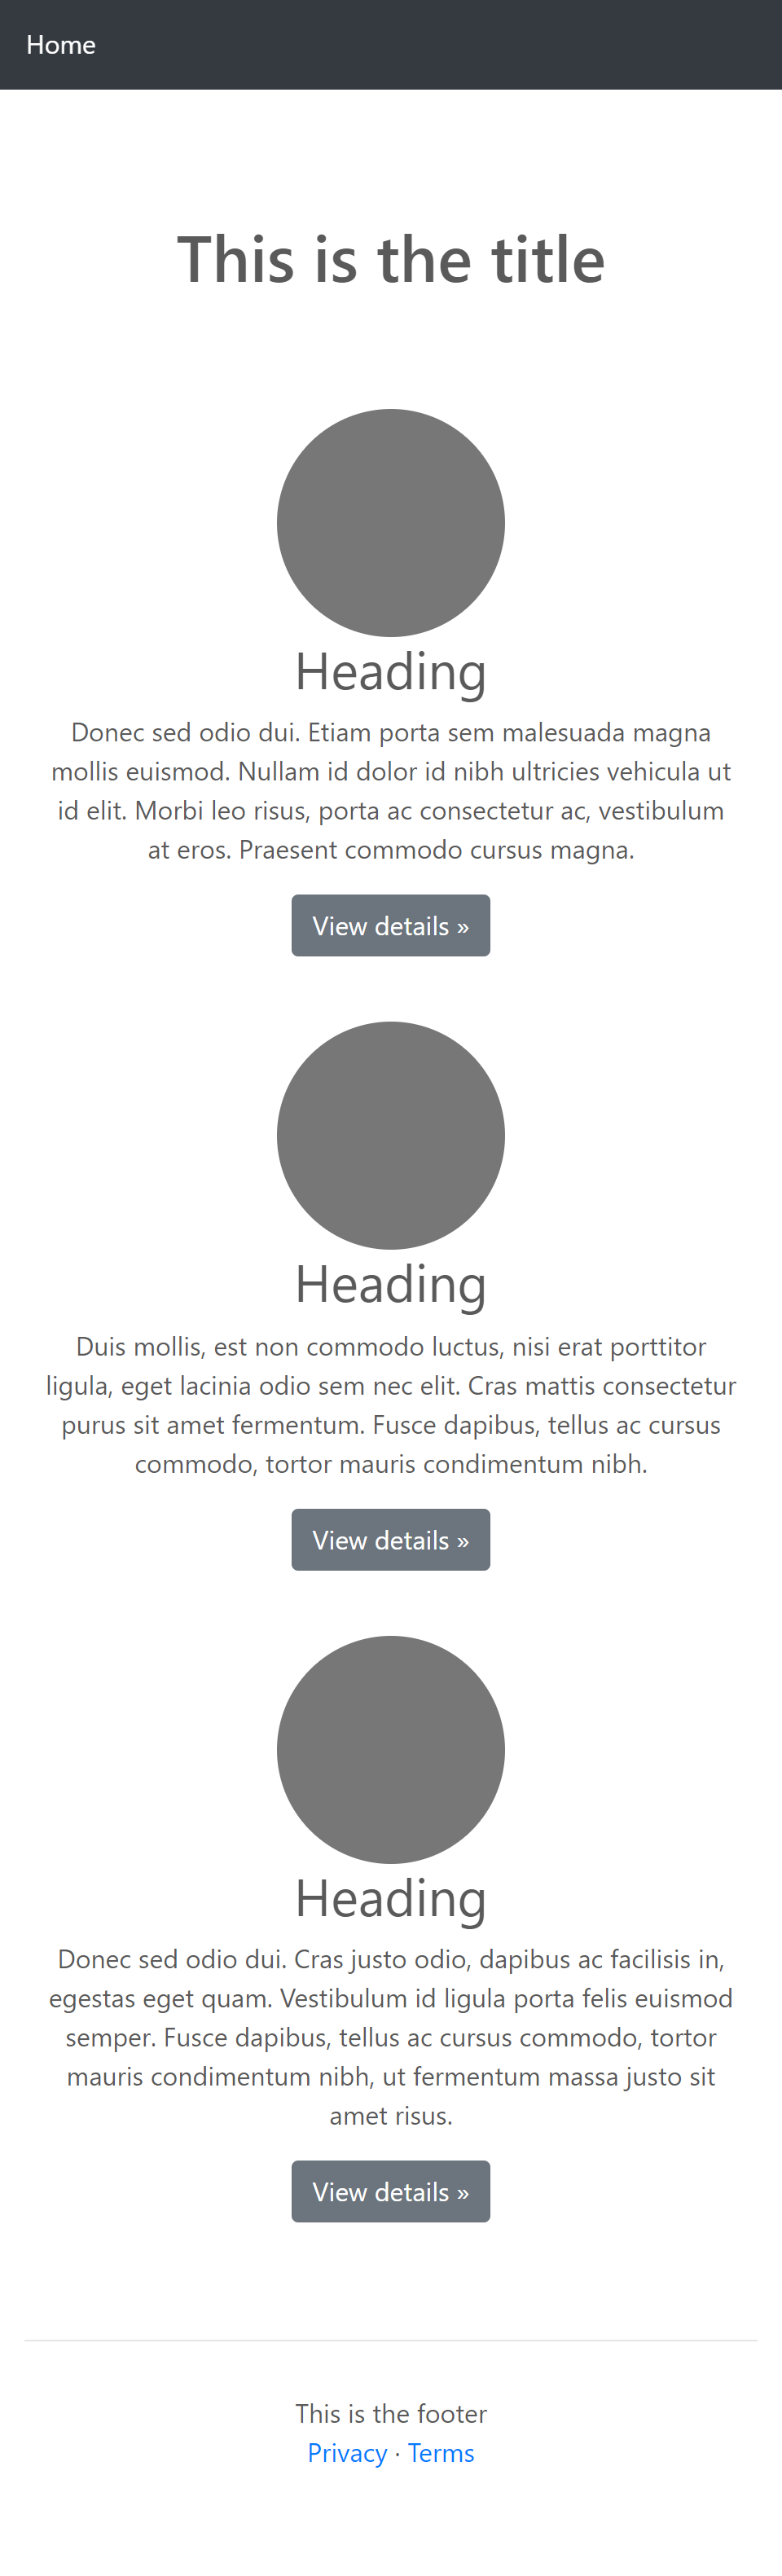 Home
This is the title
Heading
Donec sed odio dui. Etiam porta sem malesuada magna
mollis euismod. Nullam id dolor id nibh ultricies vehicula ut
id elit. Morbi leo risus, porta ac consectetur ac, vestibulum
at eros. Praesent commodo cursus magna.
View details »
Heading
Duis mollis, est non commodo luctus, nisi erat porttitor
ligula, eget lacinia odio sem nec elit. Cras mattis consectetur
purus sit amet fermentum. Fusce dapibus, tellus ac cursus
commodo, tortor mauris condimentum nibh.
View details »
Heading
Donec sed odio dui. Cras justo odio, dapibus ac facilisis in,
egestas eget quam. Vestibulum id ligula porta felis euismod
semper. Fusce dapibus, tellus ac cursus commodo, tortor
mauris condimentum nibh, ut fermentum massa justo sit
amet risus.
View details »
This is the footer
Privacy · Terms